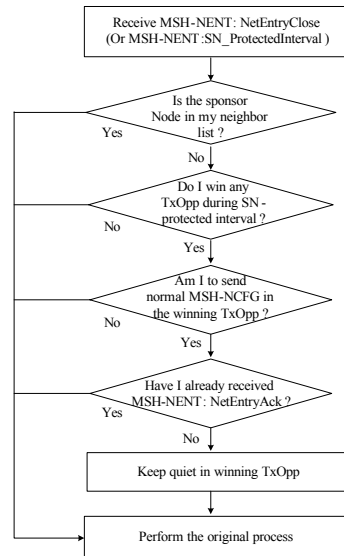 Receive MSH-NENT: NetEntryClose
(Or MSH-NENT:SN_ProtectedInterval )
Is the sponsor
Node in my neighbor
list ?
Yes
No
Do I win any
TxOpp during SN -
protected interval ?
No
Yes
Am I to send
normal MSH-NCFG in
the winning TxOpp ?
No
Yes
Have I already received
MSH-NENT: NetEntryAck ?
Yes
No
Keep quiet in winning TxOpp
Perform the original process